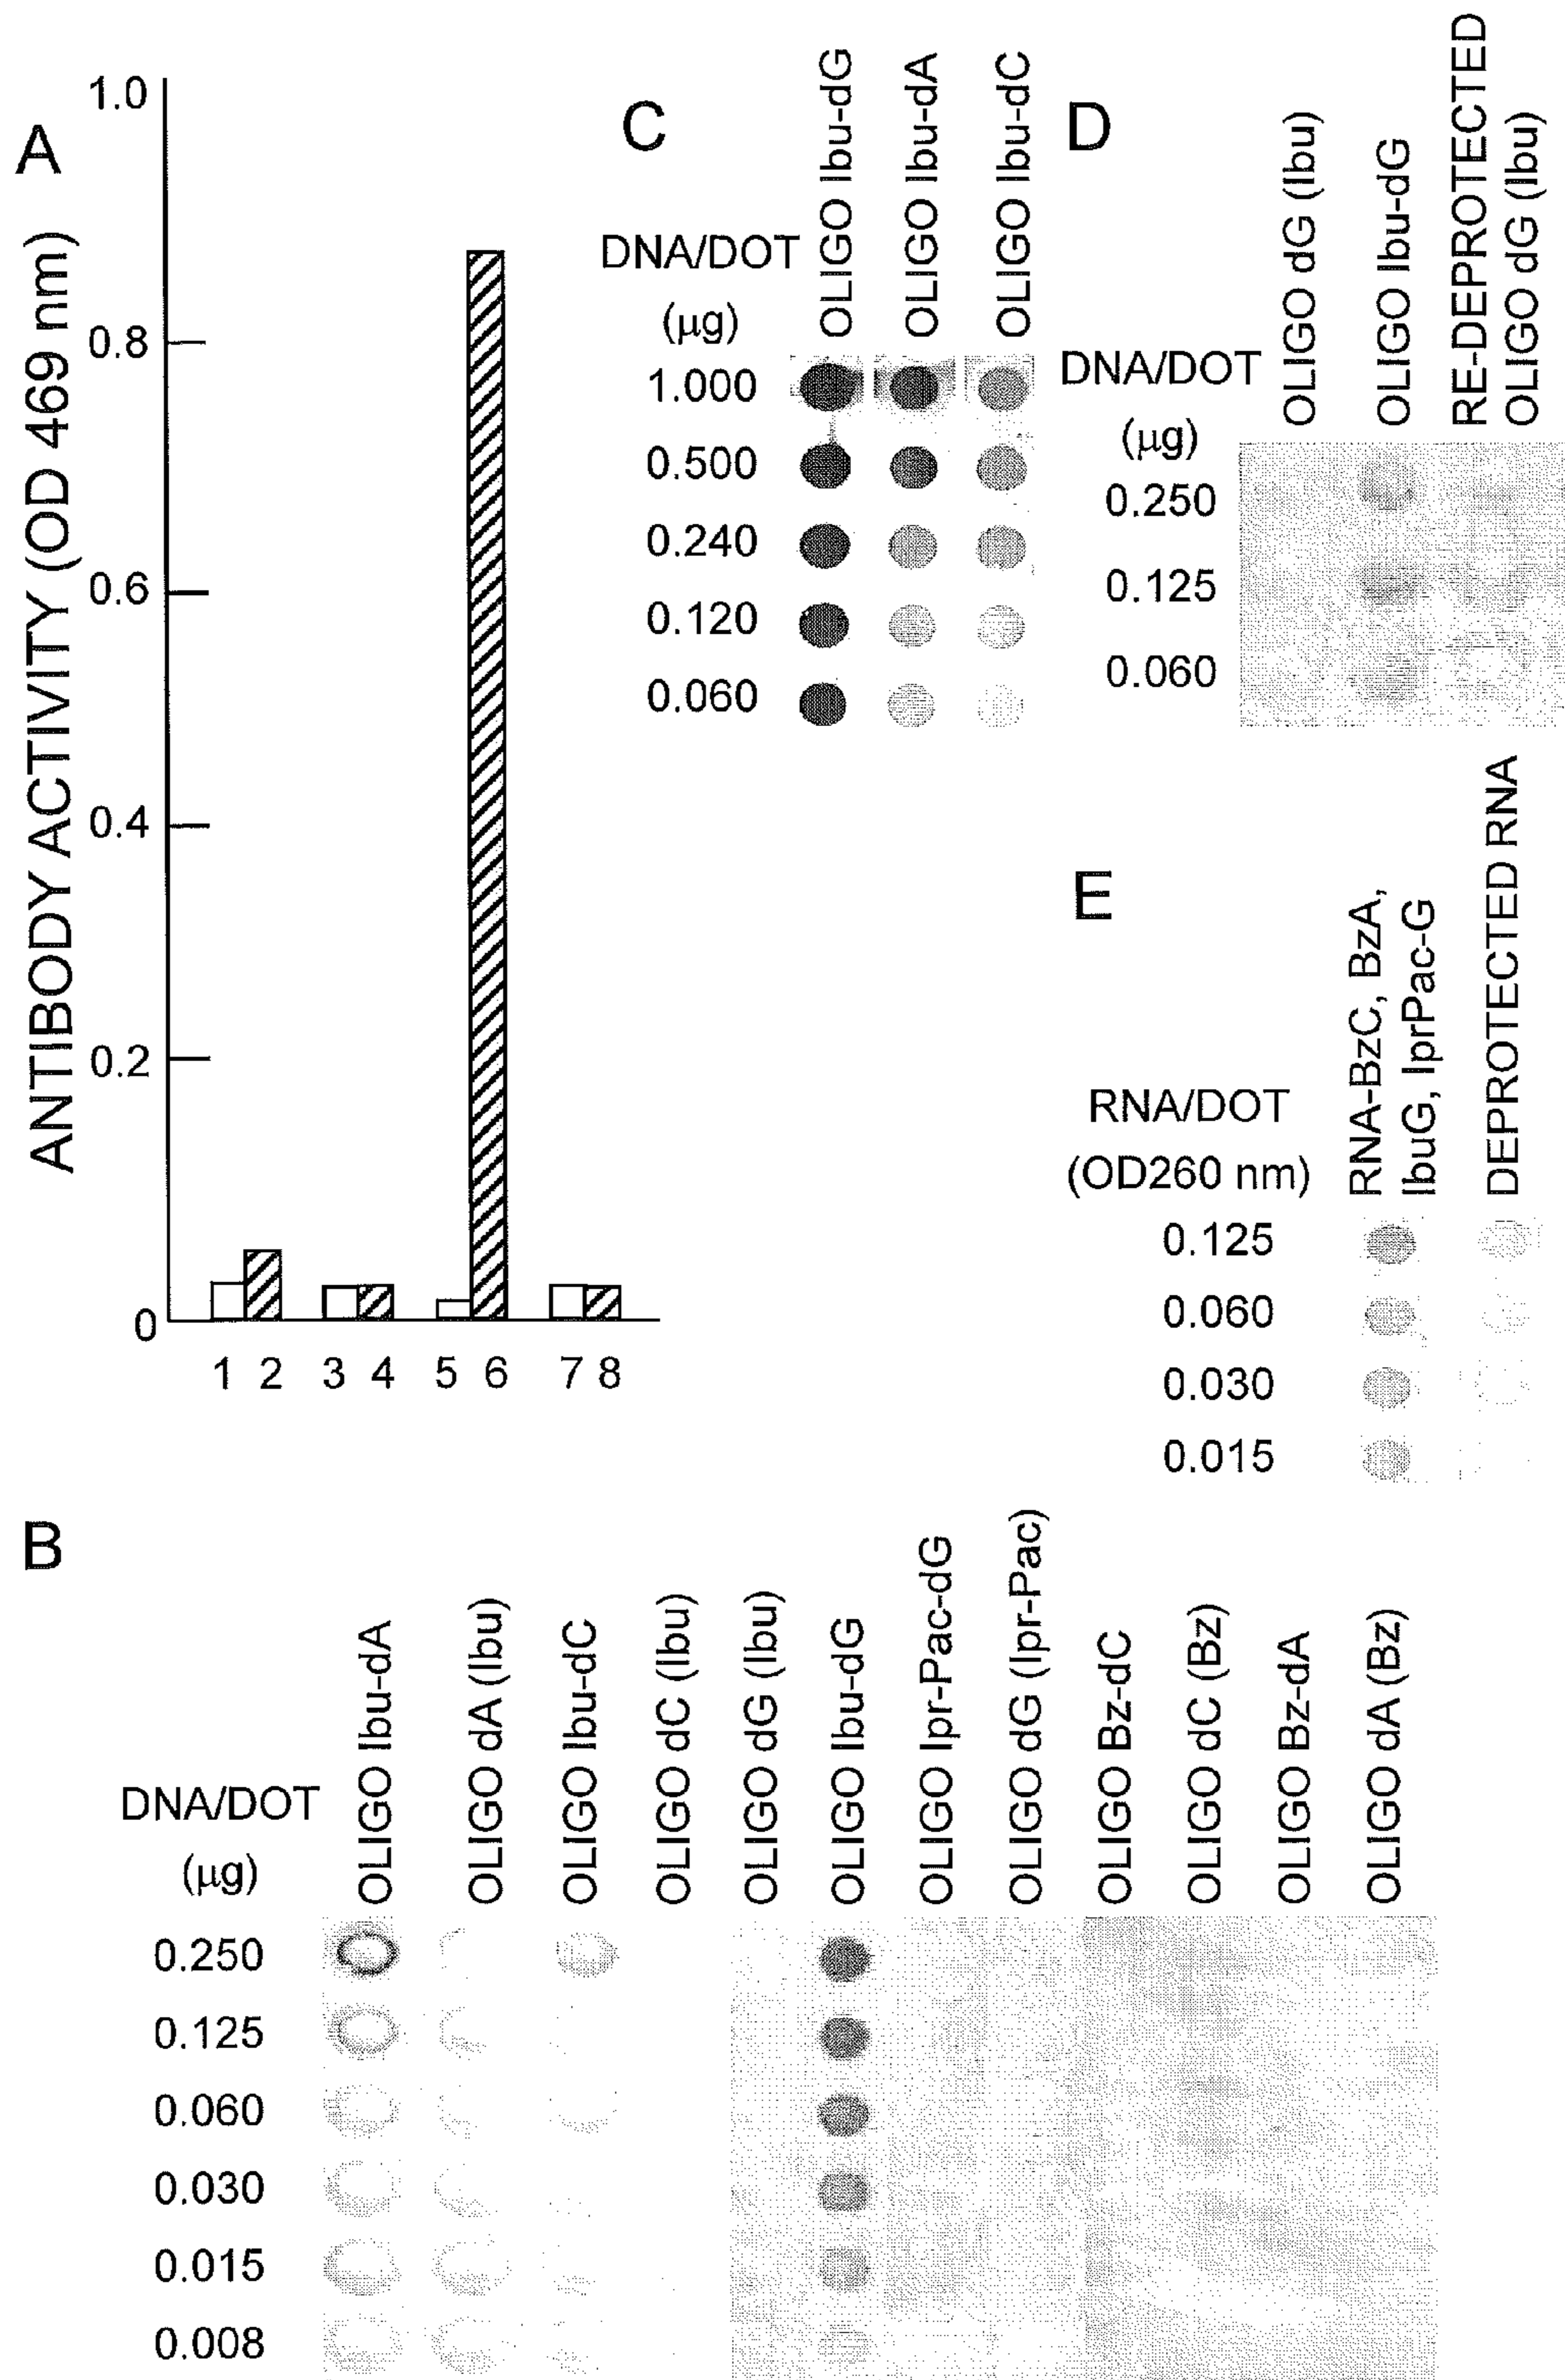 A
ANTIBODY ACTIVITY (OD 469 nm)
1.0
0.8
0.6
0.4
0.2
0
1 2 3 4 5 6 7 8
C
DNA/DOT
(μg)
OLIGO Ibu-dG
OLIGO Ibu-dA
OLIGO Ibu-dC
1.000
0.500
0.240
0.120
0.060
D
DNA/DOT
(μg)
OLIGO dG (Ibu)
OLIGO Ibu-dG
RE-DEPROTECTED
OLIGO dG (Ibu)
0.250
0.125
0.060
E
RNA/DOT
(OD260 nm)
RNA-BzC, BzA,
IbuG, IprPac-G
DEPROTECTED RNA
0.125
0.060
0.030
0.015
B
DNA/DOT
(μg)
OLIGO Ibu-dA
OLIGO dA (Ibu)
OLIGO Ibu-dC
OLIGO dC (Ibu)
OLIGO dG (Ibu)
OLIGO Ibu-dG
OLIGO Ipr-Pac-dG
OLIGO dG (Ipr-Pac)
OLIGO Bz-dC
OLIGO dC (Bz)
OLIGO Bz-dA
OLIGO dA (Bz)
0.250
0.125
0.060
0.030
0.015
0.008